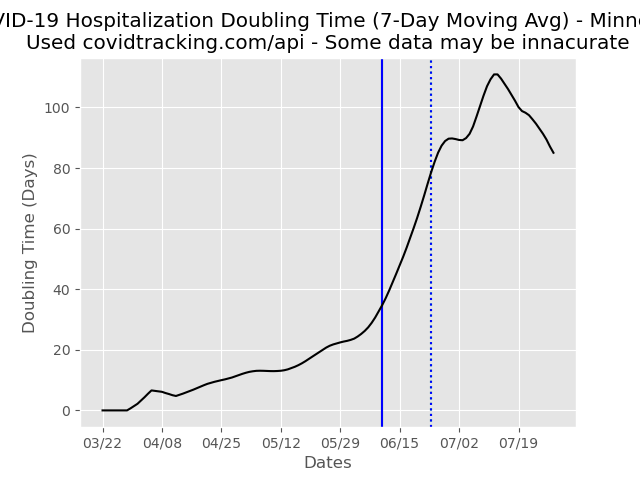 VID-19 Hospitalization Doubling Time (7-Day Moving Avg) - Minne
Used covidtracking.com/api - Some data may be innacurate
Doubling Time (Days)
100
80
60
40
20
0
03/22 04/08 04/25 05/12 05/29 06/15 07/02 07/19
Dates